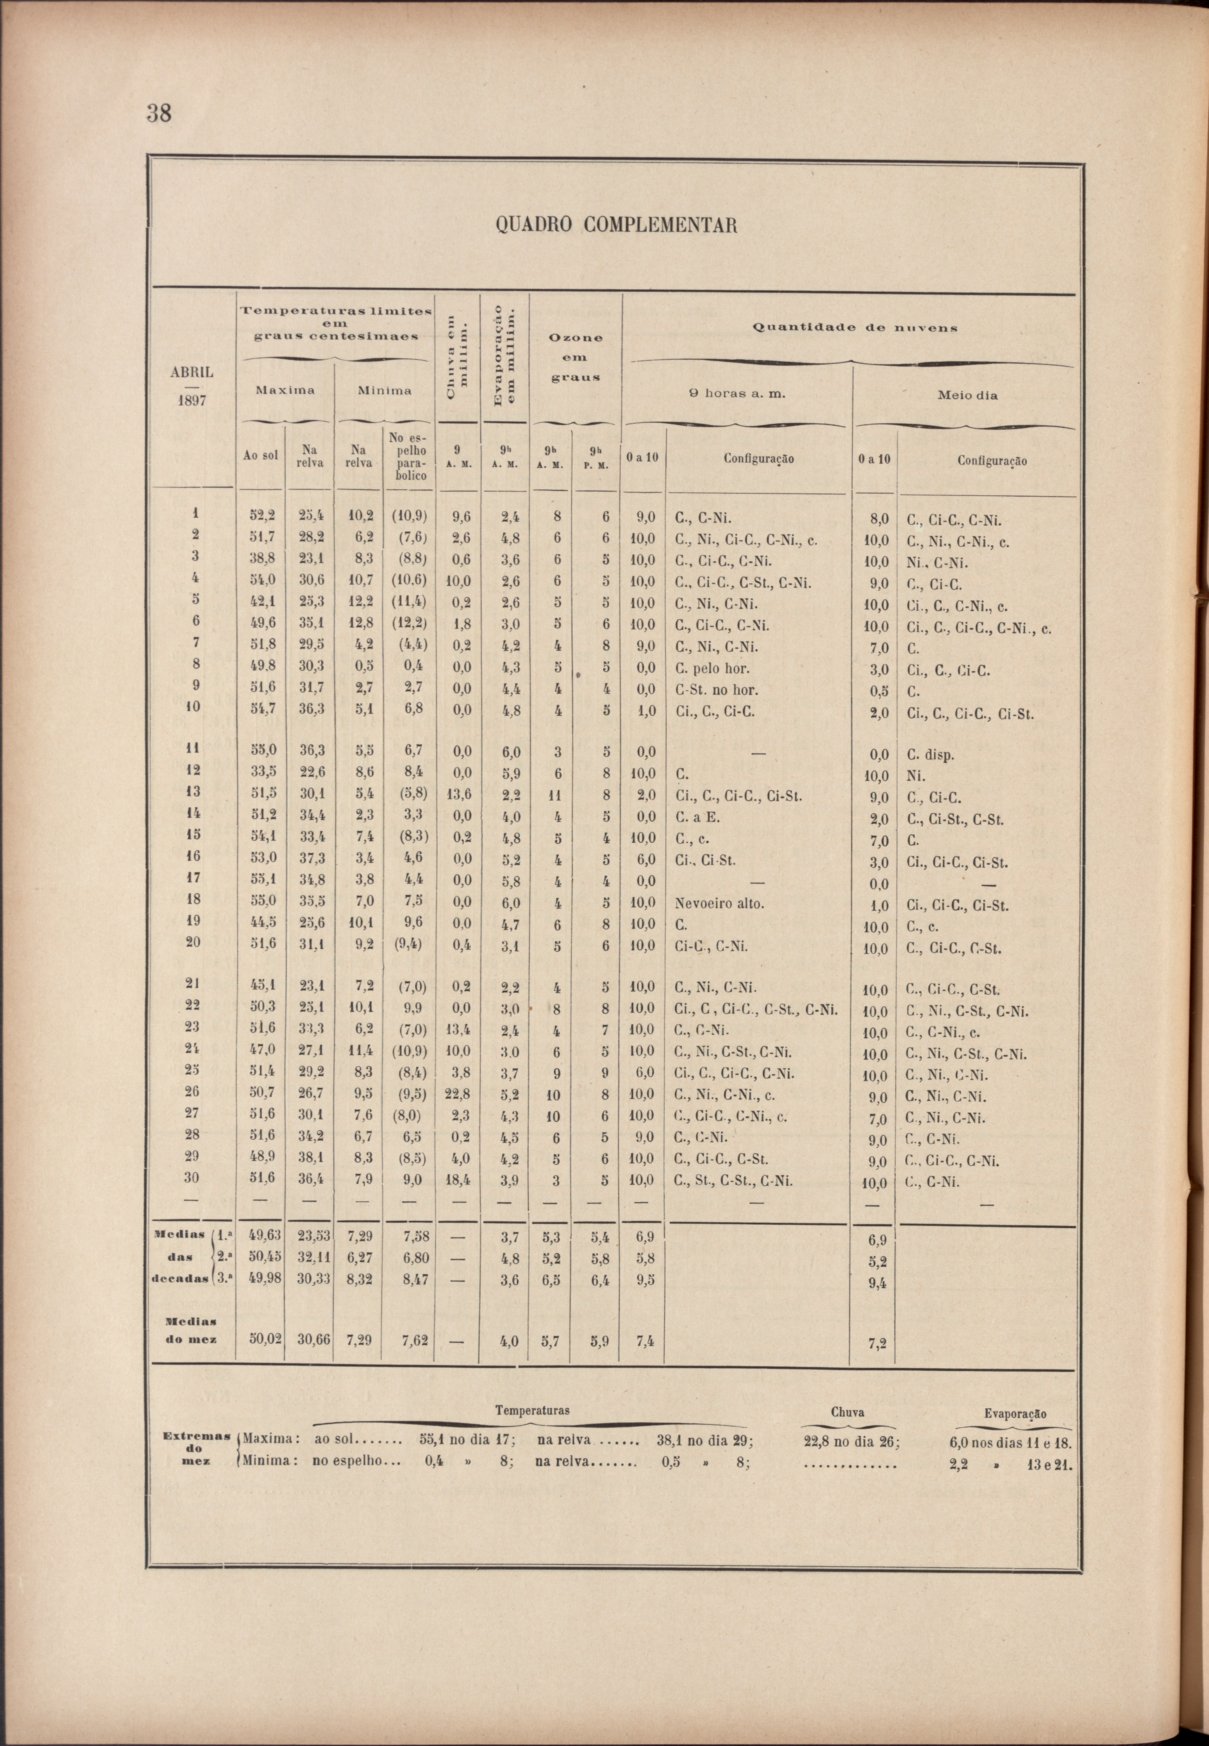 38
QUADRO COMPLEMENTAR
ABRIL
1897
Temperaturas limites
em
graus centesimaes
Maxima
Minima
Chuva em
millim.
Evaporação
em millim.
Ozone
em
graus
Quantidade de nuvens
9 horas a. m.
Meio dia
Ao sol
Na
relva
Na
relva
No es-
pelho
para-
bolico
9
A. M.
9h
A. M.
9h
A. M.
9h
P. M.
0 a 10
Configuração
0 a 10
Configuração
1 52,2 25,4 10,2 (10,9) 9,6 2,4 8 6 9,0 C., C-Ni. 8,0 C., Ci-C., C-Ni.
2 51,7 28,2 6,2 (7,6) 2,6 4,8 6 6 10,0 C., Ni., Ci-C., C-Ni., c. 10,0 C., Ni., C-Ni., c.
3 38,8 23,1 8,3 (8,8) 0,6 3,6 6 5 10,0 C., Ci-C., C-Ni. 10,0 Ni., C-Ni.
4 54,0 30,6 10,7 (10,6) 10,0 2,6 6 5 10,0 C., Ci-C., C-St., C-Ni. 9,0 C., Ci-C.
5 42,1 25,3 12,2 (11,4) 0,2 2,6 5 5 10,0 C., Ni., C-Ni. 10,0 Ci., C., C-Ni., c.
6 49,6 35,1 12,8 (12,2) 1,8 3,0 5 6 10,0 C., Ci-C., C-Ni. 10,0 Ci., C., Ci-C., C-Ni., c.
7 51,8 29,5 4,2 (4,4) 0,2 4,2 4 8 9,0 C., Ni., C-Ni. 7,0 C.
8 49,8 30,3 0,5 0,4 0,0 4,3 5 5 0,0 C. pelo hor. 3,0 Ci., C., Ci-C.
9 51,6 31,7 2,7 2,7 0,0 4,4 4 4 0,0 C-St. no hor. 0,5 C.
10 54,7 36,3 5,1 6,8 0,0 4,8 4 5 1,0 Ci., C., Ci-C. 2,0 Ci., C., Ci-C., Ci-St.
11 55,0 36,3 5,5 6,7 0,0 6,0 3 5 0,0 — 0,0 C. disp.
12 33,5 22,6 8,6 8,4 0,0 5,9 6 8 10,0 C. 10,0 Ni.
13 51,5 30,1 5,4 (5,8) 13,6 2,2 11 8 2,0 Ci., C., Ci-C., Ci-St. 9,0 C., Ci-C.
14 51,2 34,4 2,3 3,3 0,0 4,0 4 5 0,0 C. a E. 2,0 C., Ci-St., C-St.
15 54,1 33,4 7,4 (8,3) 0,2 4,8 5 4 10,0 C., c. 7,0 C.
16 53,0 37,3 3,4 4,6 0,0 5,2 4 5 6,0 Ci., Ci-St. 3,0 Ci., Ci-C., Ci-St.
17 55,1 34,8 3,8 4,4 0,0 5,8 4 4 0,0 — 0,0 —
18 55,0 35,5 7,0 7,5 0,0 6,0 4 5 10,0 Nevoeiro alto. 1,0 Ci., Ci-C., Ci-St.
19 44,5 25,6 10,1 9,6 0,0 4,7 6 8 10,0 C. 10,0 C., c.
20 51,6 31,1 9,2 (9,4) 0,4 3,1 5 6 10,0 Ci-C., C-Ni. 10,0 C., Ci-C., C-St.
21 45,1 23,1 7,2 (7,0) 0,2 2,2 4 5 10,0 C., Ni., C-Ni. 10,0 C., Ci-C., C-St.
22 50,3 25,1 10,1 9,9 0,0 3,0 8 8 10,0 Ci., C., Ci-C., C-St., C-Ni. 10,0 C., Ni., C-St., C-Ni.
23 51,6 33,3 6,2 (7,0) 13,4 2,4 4 7 10,0 C., C-Ni. 10,0 C., C-Ni., c.
24 47,0 27,1 11,4 (10,9) 10,0 3,0 6 5 10,0 C., Ni., C-St., C-Ni. 10,0 C., Ni., C-St., C-Ni.
25 51,4 29,2 8,3 (8,4) 3,8 3,7 9 9 6,0 Ci., C., Ci-C., C-Ni. 10,0 C., Ni., C-Ni.
26 50,7 26,7 9,5 (9,5) 22,8 5,2 10 8 10,0 C., Ni., C-Ni., c. 9,0 C., Ni., C-Ni.
27 51,6 30,1 7,6 (8,0) 2,3 4,3 10 6 10,0 C., Ci-C., C-Ni., c. 7,0 C., Ni., C-Ni.
28 51,6 34,2 6,7 6,5 0,2 4,5 6 5 9,0 C., C-Ni. 9,0 C., C-Ni.
29 48,9 38,1 8,3 (8,5) 4,0 4,2 5 6 10,0 C., Ci-C., C-St. 9,0 C., Ci-C., C-Ni.
30 51,6 36,4 7,9 9,0 18,4 3,9 3 5 10,0 C., St., C-St., C-Ni. 10,0 C., C-Ni.
— — — — — — — — — — — — —
Medias 1.ª 49,63 23,53 7,29 7,58 — 3,7 5,3 5,4 6,9 6,9
das 2.ª 50,45 32,11 6,27 6,80 — 4,8 5,2 5,8 5,8 5,2
decadas 3.ª 49,98 30,33 8,32 8,47 — 3,6 6,5 6,4 9,5 9,4
Medias
do mez 50,02 30,66 7,29 7,62 — 4,0 5,7 5,9 7,4 7,2
Temperaturas Chuva Evaporação
Extremas
do
mez
Maxima: ao sol....... 55,1 no dia 17; na relva ...... 38,1 no dia 29; 22,8 no dia 26; 6,0 nos dias 11 e 18.
Minima: no espelho... 0,4 » 8; na relva....... 0,5 » 8; ............. 2,2 » 13 e 21.